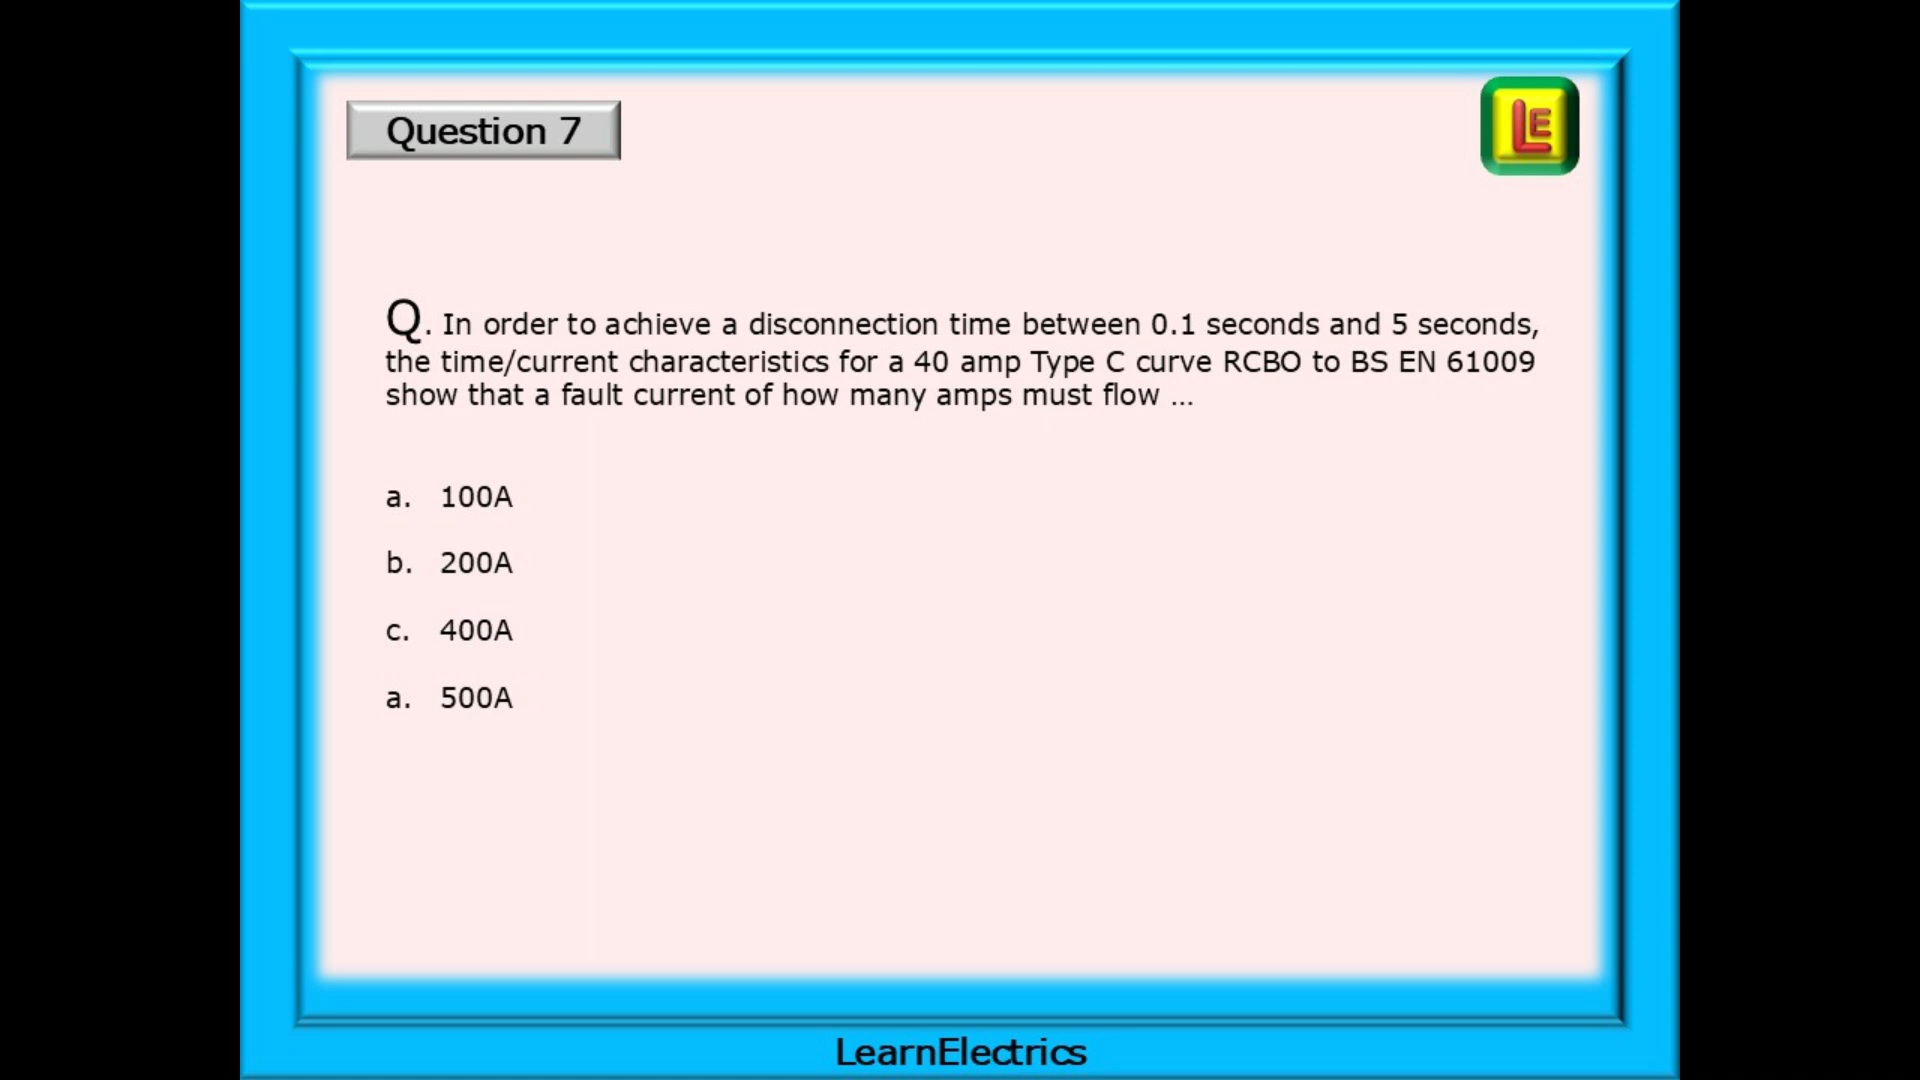 Question 7
LE
Q. In order to achieve a disconnection time between 0.1 seconds and 5 seconds,
the time/current characteristics for a 40 amp Type C curve RCBO to BS EN 61009
show that a fault current of how many amps must flow ...
a. 100A
b. 200A
c. 400A
a. 500A
LearnElectrics